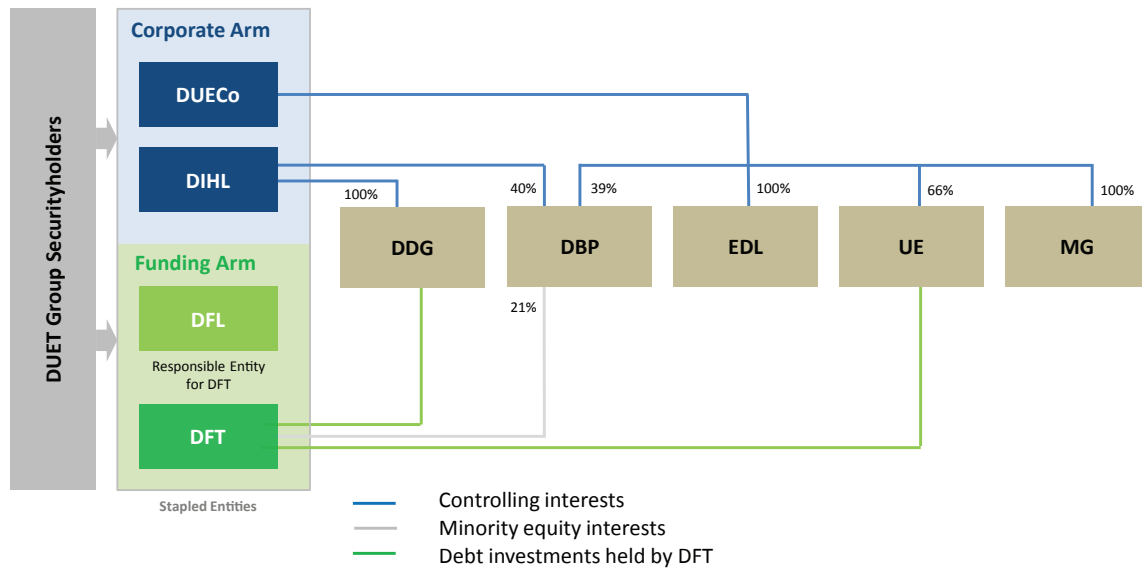 DUET Group Securityholders
Corporate Arm
DUECo
DIHL
100%
40%
39%
100%
66%
100%
DDG
DBP
EDL
UE
MG
Funding Arm
21%
DFL
Responsible Entity
for DFT
DFT
Stapled Entities
Controlling interests
Minority equity interests
Debt investments held by DFT